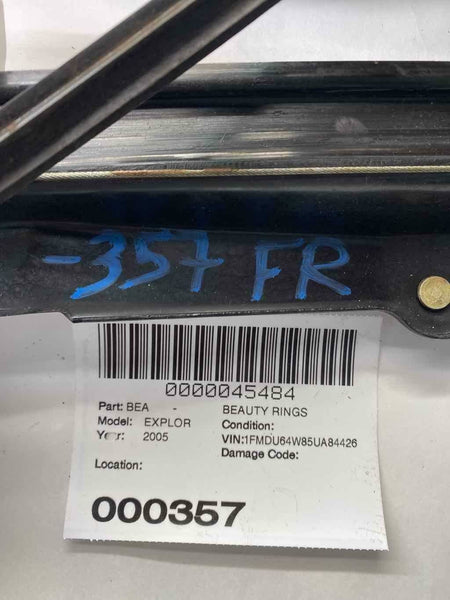 -357 FR
0000045484
Part: BEA - BEAUTY RINGS
Model: EXPLOR Condition:
Year: 2005 VIN:1FMDU64W85UA84426
Damage Code:
Location:
000357